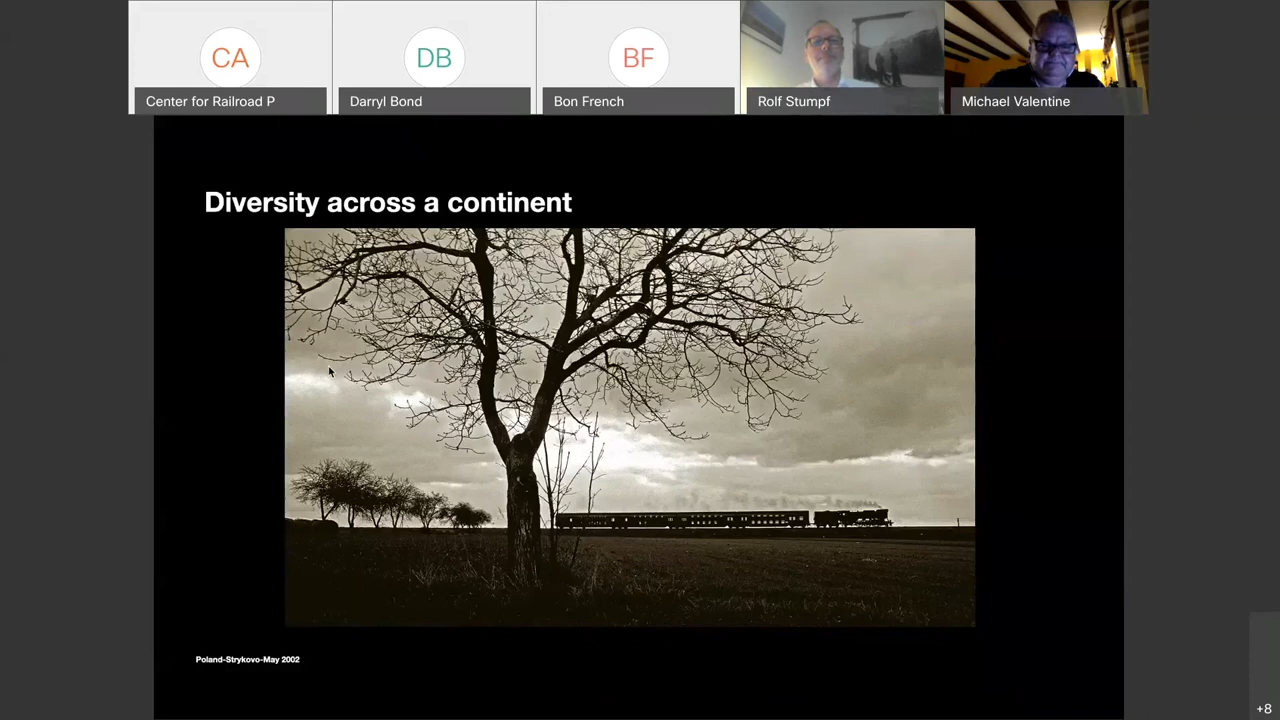 CA
DB
BF
Center for Railroad P
Darryl Bond
Bon French
Rolf Stumpf
Michael Valentine
Diversity across a continent
Poland-Strykovo-May 2002
+8